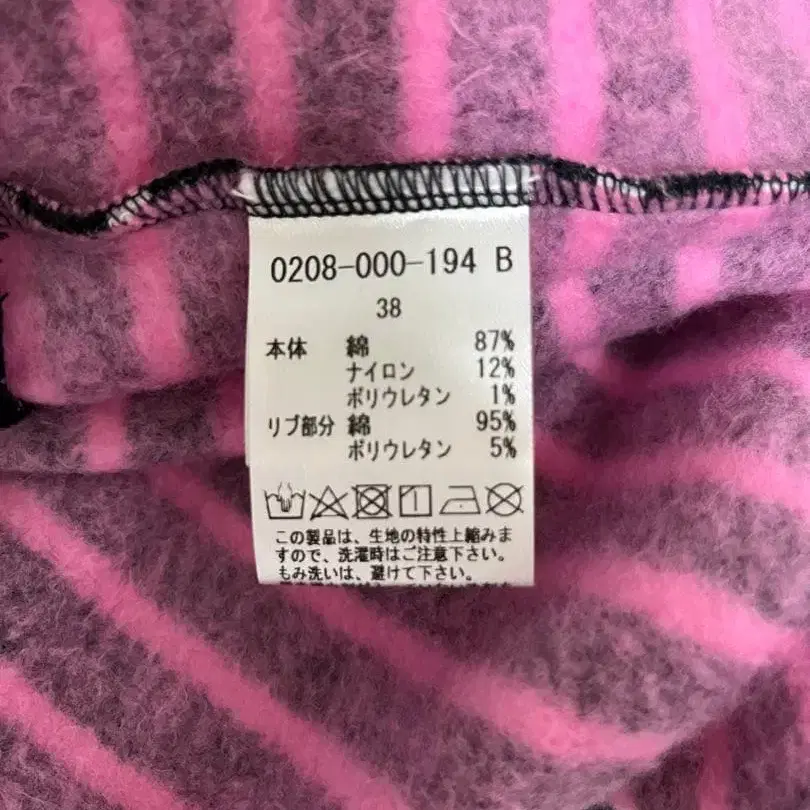 0208-000-194 B
38
本体 綿 87%
ナイロン 12%
ポリウレタン 1%
リブ部分 綿 95%
ポリウレタン 5%
この製品は、生地の特性上縮みま
すので、洗濯時はご注意下さい。
もみ洗いは、避けて下さい。